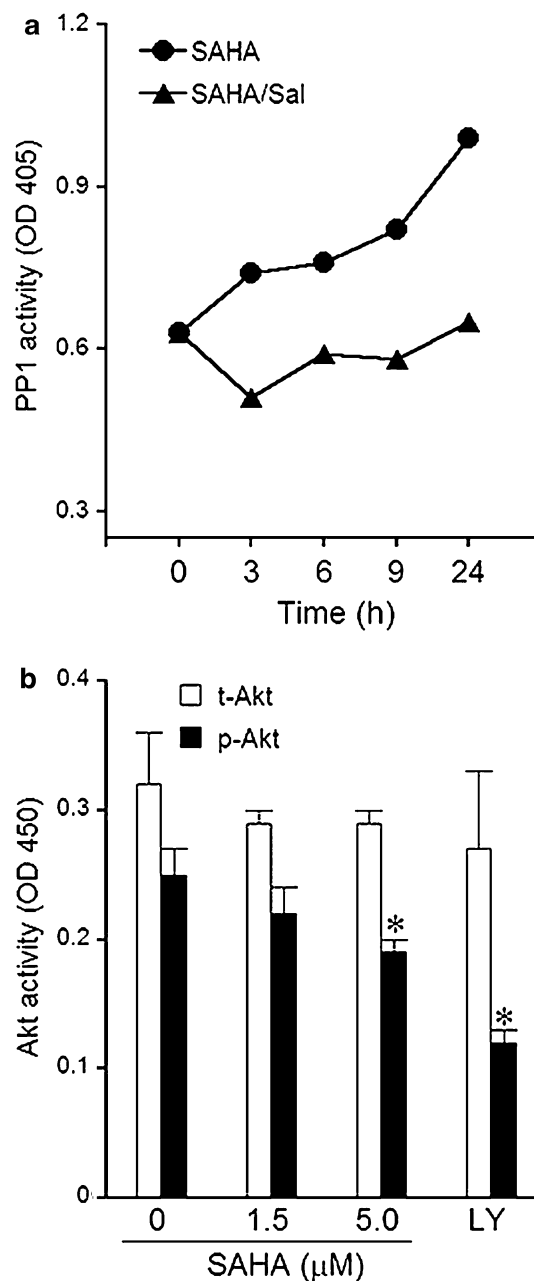 a
1.2
SAHA
SAHA/Sal
0.9
0.6
0.3
PP1 activity (OD 405)
0 3 6 9 24
Time (h)
b
0.4
t-Akt
p-Akt
0.3
0.2
0.1
0
Akt activity (OD 450)
*
*
0 1.5 5.0 LY
SAHA (μM)